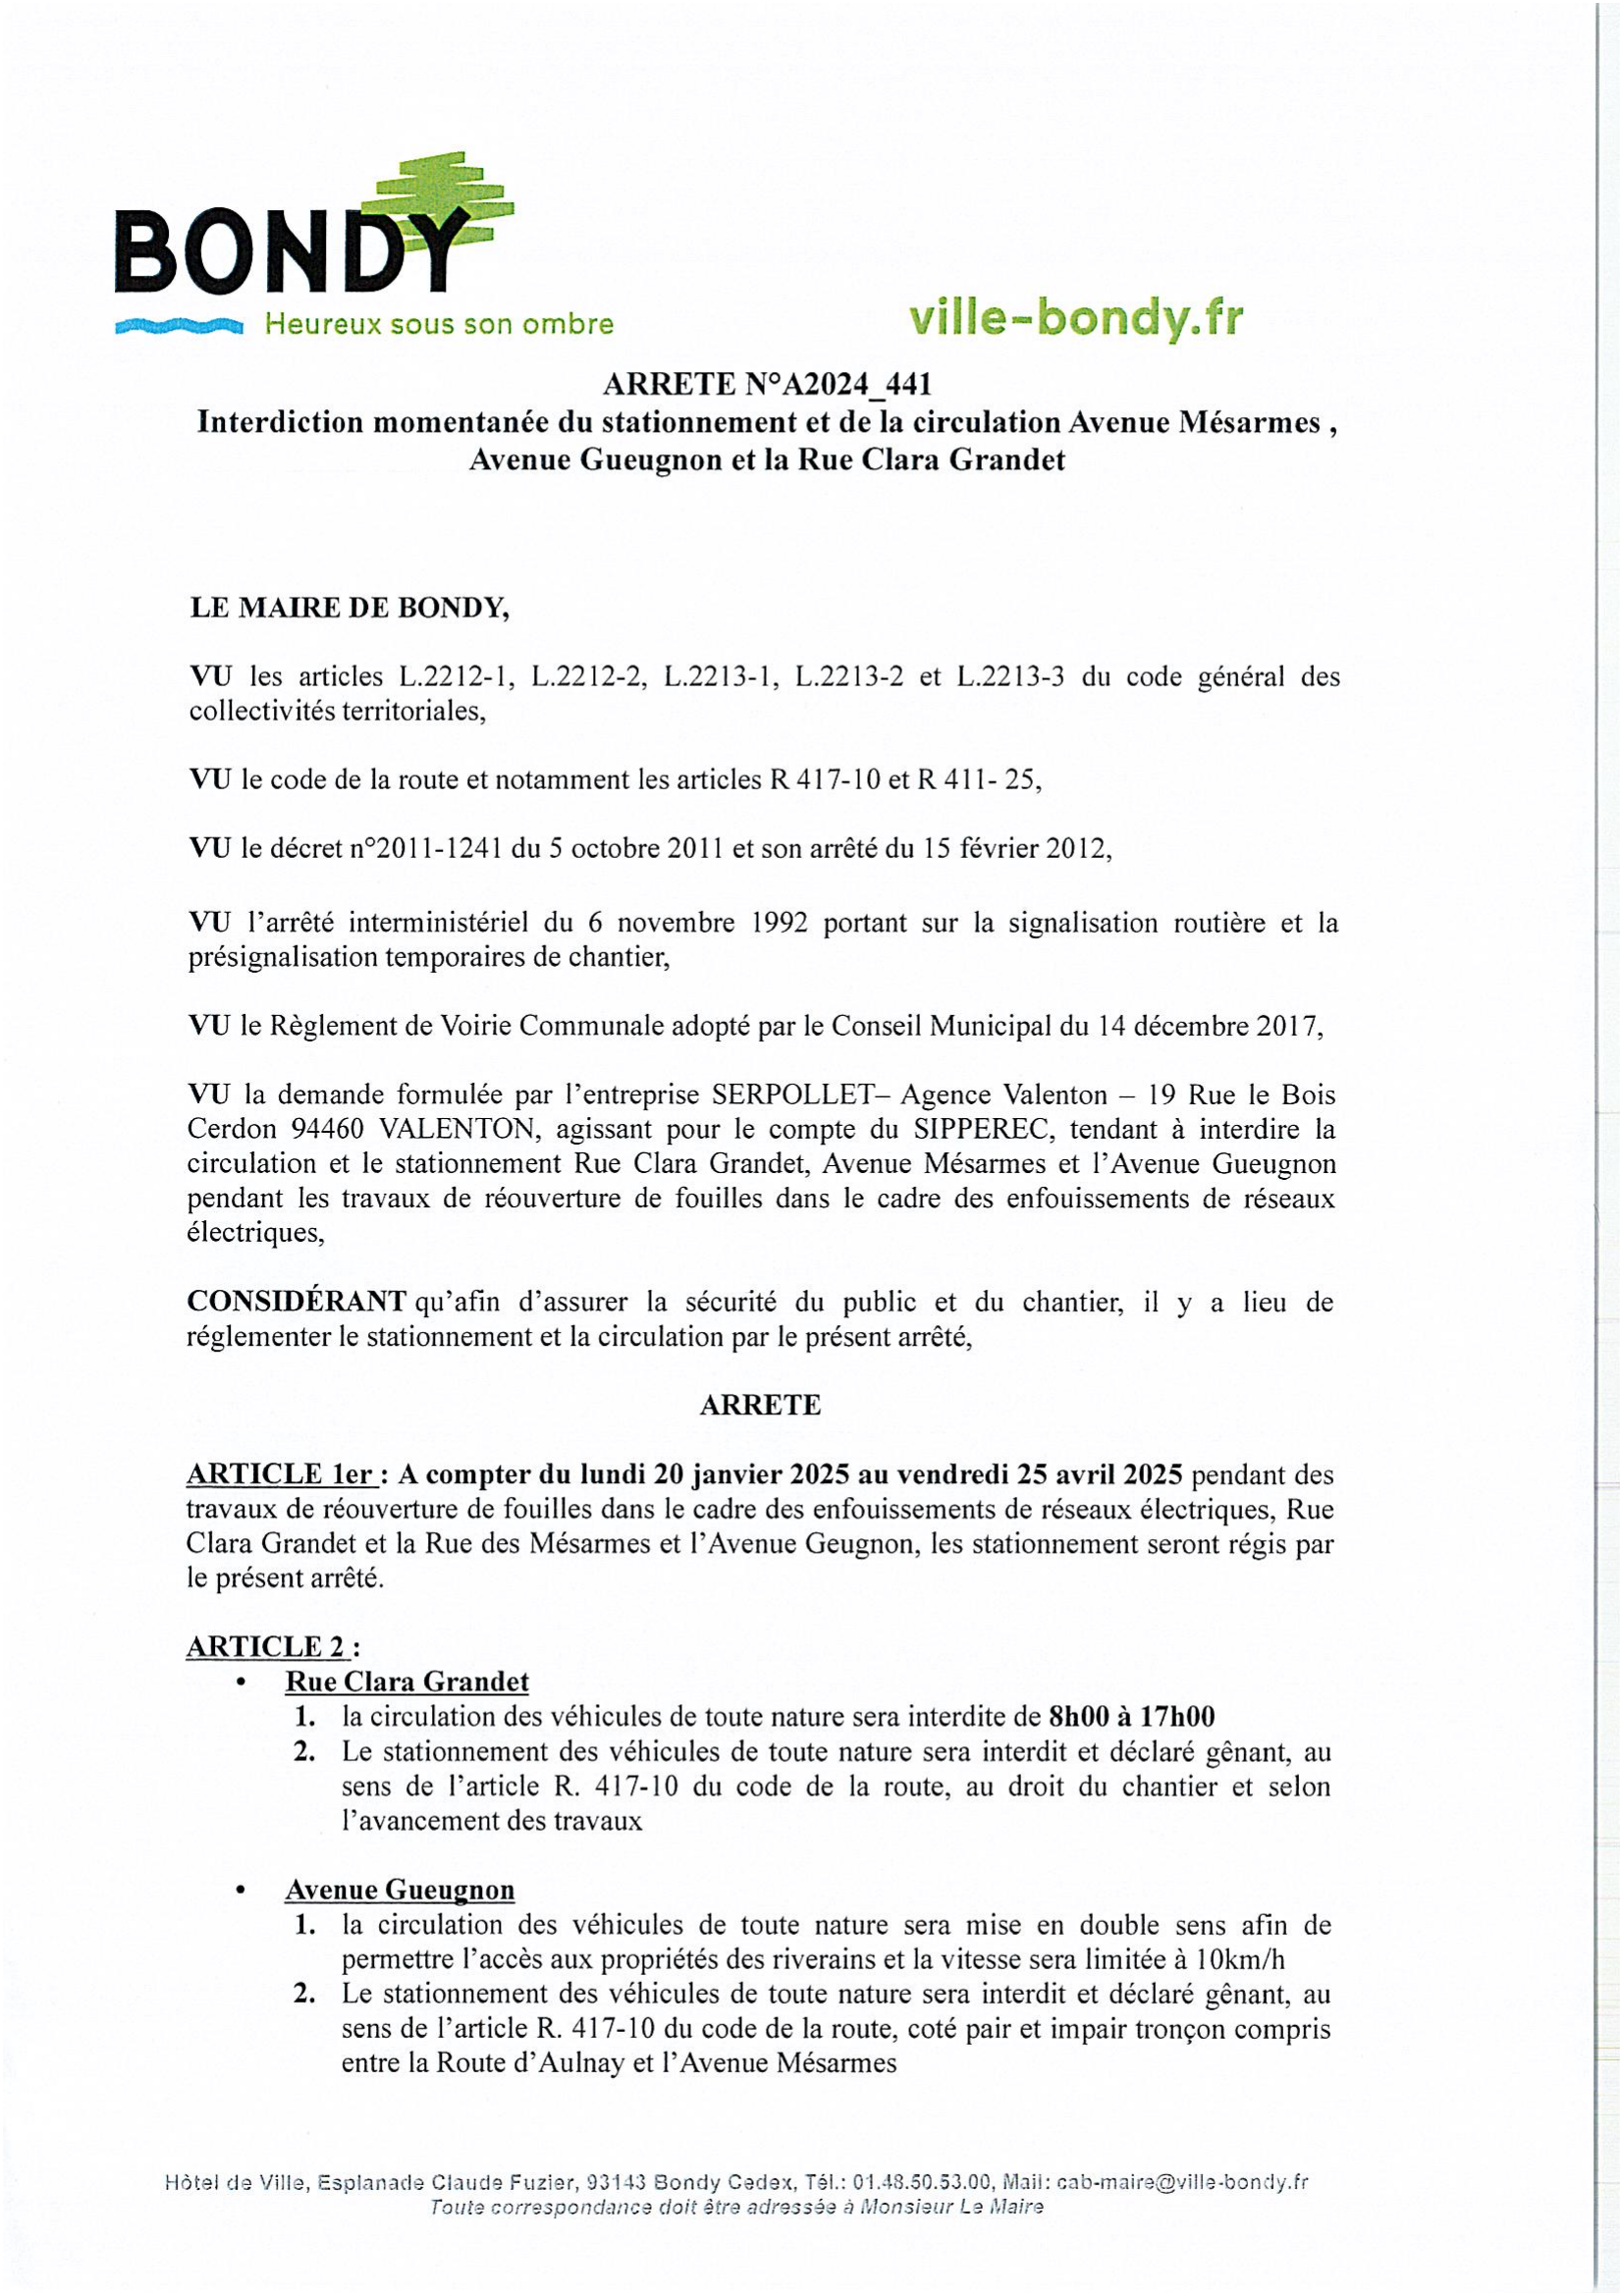 BONDY
Heureux sous son ombre
ville-bondy.fr
ARRETE N°A2024_441
Interdiction momentanée du stationnement et de la circulation Avenue Mésarmes ,
Avenue Gueugnon et la Rue Clara Grandet
LE MAIRE DE BONDY,
VU les articles L.2212-1, L.2212-2, L.2213-1, L.2213-2 et L.2213-3 du code général des
collectivités territoriales,
VU le code de la route et notamment les articles R 417-10 et R 411- 25,
VU le décret n°2011-1241 du 5 octobre 2011 et son arrêté du 15 février 2012,
VU l’arrêté interministériel du 6 novembre 1992 portant sur la signalisation routière et la
présignalisation temporaires de chantier,
VU le Règlement de Voirie Communale adopté par le Conseil Municipal du 14 décembre 2017,
VU la demande formulée par l’entreprise SERPOLLET– Agence Valenton – 19 Rue le Bois
Cerdon 94460 VALENTON, agissant pour le compte du SIPPEREC, tendant à interdire la
circulation et le stationnement Rue Clara Grandet, Avenue Mésarmes et l’Avenue Gueugnon
pendant les travaux de réouverture de fouilles dans le cadre des enfouissements de réseaux
électriques,
CONSIDÉRANT qu’afin d’assurer la sécurité du public et du chantier, il y a lieu de
réglementer le stationnement et la circulation par le présent arrêté,
ARRETE
ARTICLE 1er : A compter du lundi 20 janvier 2025 au vendredi 25 avril 2025 pendant des
travaux de réouverture de fouilles dans le cadre des enfouissements de réseaux électriques, Rue
Clara Grandet et la Rue des Mésarmes et l’Avenue Geugnon, les stationnement seront régis par
le présent arrêté.
ARTICLE 2 :
• Rue Clara Grandet
1. la circulation des véhicules de toute nature sera interdite de 8h00 à 17h00
2. Le stationnement des véhicules de toute nature sera interdit et déclaré gênant, au
sens de l’article R. 417-10 du code de la route, au droit du chantier et selon
l’avancement des travaux
• Avenue Gueugnon
1. la circulation des véhicules de toute nature sera mise en double sens afin de
permettre l’accès aux propriétés des riverains et la vitesse sera limitée à 10km/h
2. Le stationnement des véhicules de toute nature sera interdit et déclaré gênant, au
sens de l’article R. 417-10 du code de la route, coté pair et impair tronçon compris
entre la Route d’Aulnay et l’Avenue Mésarmes
Hôtel de Ville, Esplanade Claude Fuzier, 93143 Bondy Cedex, Tél.: 01.48.50.53.00, Mail: cab-maire@ville-bondy.fr
Toute correspondance doit être adressée à Monsieur Le Maire